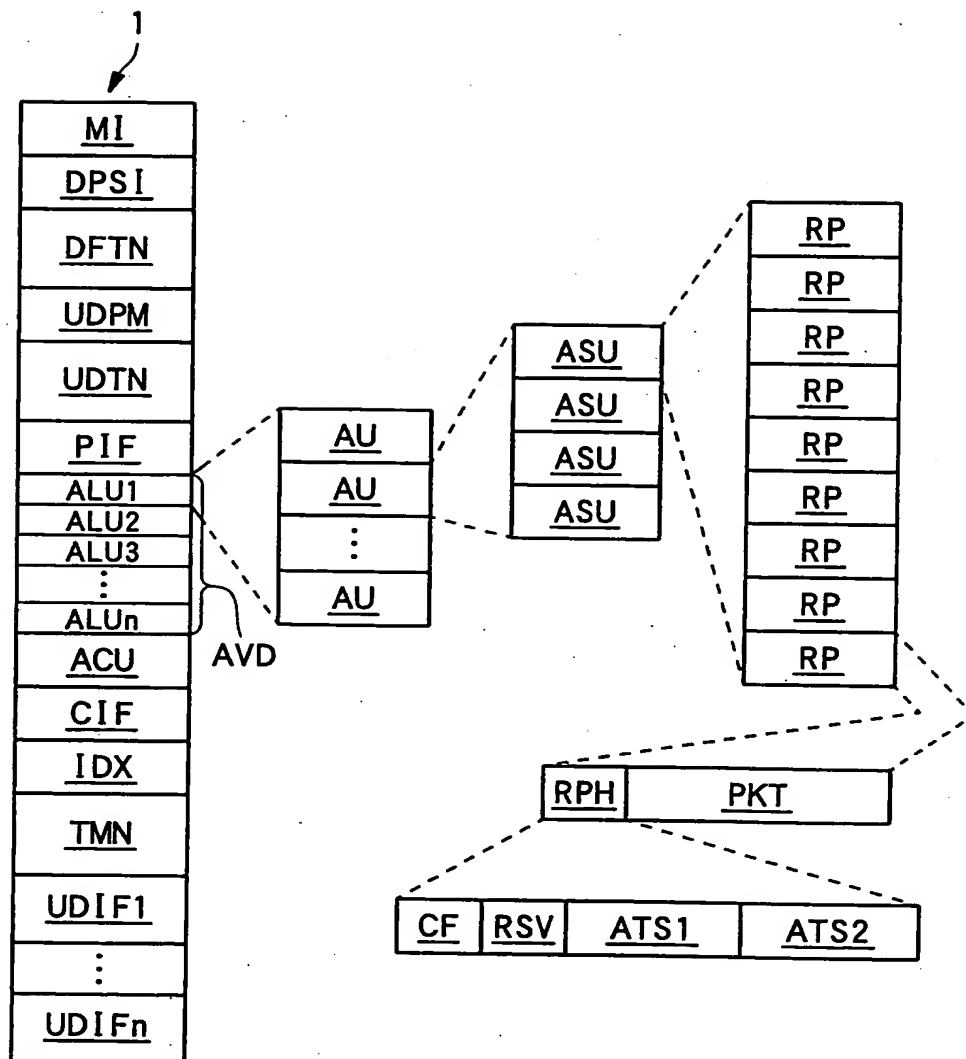 1
MI
DPSI
DFTN
UDPM
UDTN
PIF
ALU1
ALU2
ALU3
⋮
ALUn
AVD
ACU
CIF
IDX
TMN
UDIF1
⋮
UDIFn
AU
AU
⋮
AU
ASU
ASU
ASU
ASU
RP
RP
RP
RP
RP
RP
RP
RP
RP
RPH PKT
CF RSV ATS1 ATS2